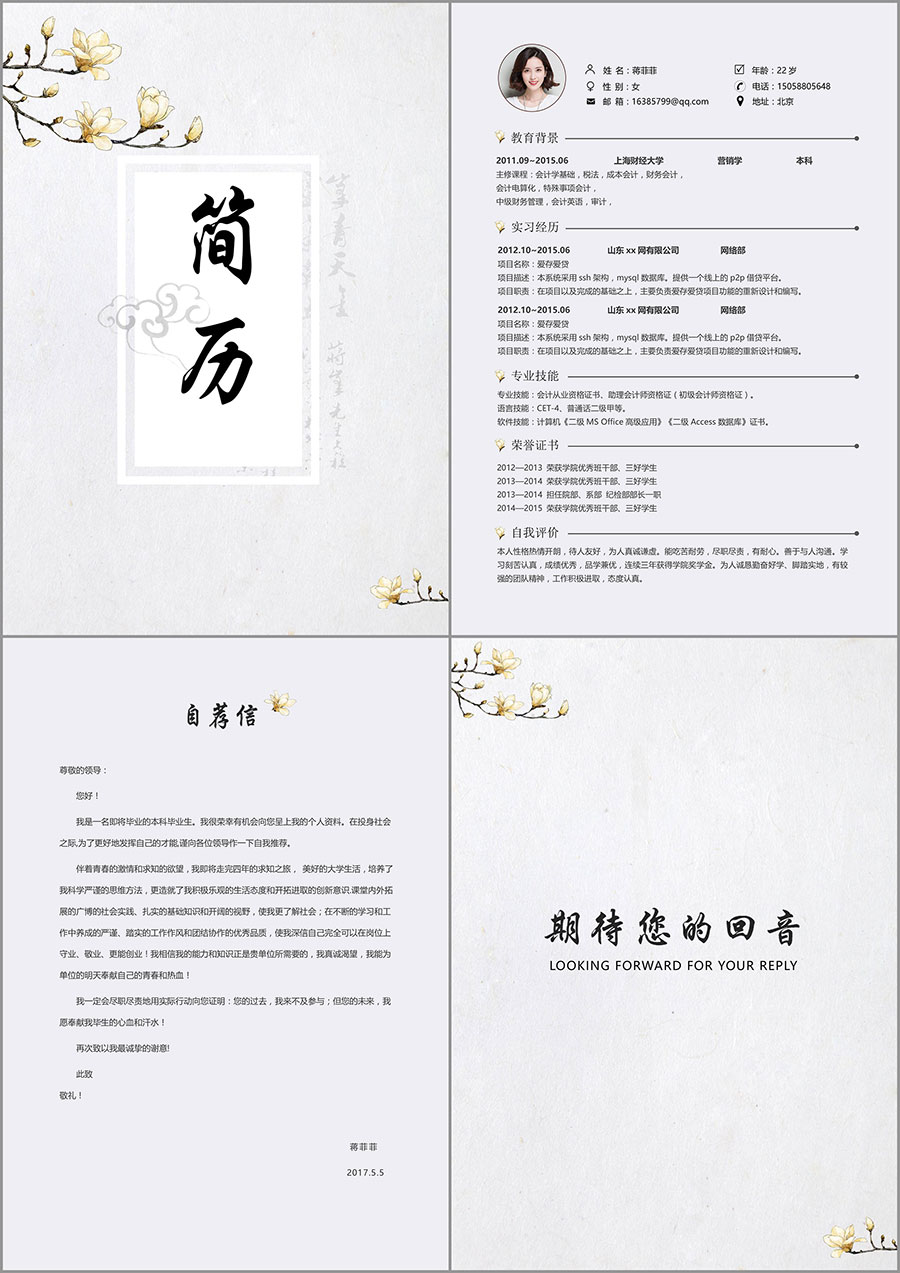 简
历
姓 名：蒋菲菲
年龄：22 岁
性 别：女
电话：15058805648
邮 箱：16385799@qq.com
地址：北京
教育背景
2011.09~2015.06 上海财经大学 营销学 本科
主修课程：会计学基础，税法，成本会计，财务会计，
会计电算化，特殊事项会计，
中级财务管理，会计英语，审计，
实习经历
2012.10~2015.06 山东 xx 网有限公司 网络部
项目名称：爱存爱贷
项目描述：本系统采用 ssh 架构，mysql 数据库。提供一个线上的 p2p 借贷平台。
项目职责：在项目以及完成的基础之上，主要负责爱存爱贷项目功能的重新设计和编写。
2012.10~2015.06 山东 xx 网有限公司 网络部
项目名称：爱存爱贷
项目描述：本系统采用 ssh 架构，mysql 数据库。提供一个线上的 p2p 借贷平台。
项目职责：在项目以及完成的基础之上，主要负责爱存爱贷项目功能的重新设计和编写。
专业技能
专业技能：会计从业资格证书、助理会计师资格证（初级会计师资格证）。
语言技能：CET-4、普通话二级甲等。
软件技能：计算机《二级 MS Office 高级应用》《二级 Access 数据库》证书。
荣誉证书
2012—2013 荣获学院优秀班干部、三好学生
2013—2014 荣获学院优秀班干部、三好学生
2013—2014 担任院部、系部 纪检部部长一职
2014—2015 荣获学院优秀班干部、三好学生
自我评价
本人性格热情开朗，待人友好，为人真诚谦虚。能吃苦耐劳，尽职尽责，有耐心。善于与人沟通。学
习刻苦认真，成绩优秀，品学兼优，连续三年获得学院奖学金。为人诚恳勤奋好学、脚踏实地，有较
强的团队精神，工作积极进取，态度认真。
自荐信
尊敬的领导：
您好！
我是一名即将毕业的本科毕业生。我很荣幸有机会向您呈上我的个人资料。在投身社会
之际,为了更好地发挥自己的才能,谨向各位领导作一下自我推荐。
伴着青春的激情和求知的欲望，我即将走完四年的求知之旅， 美好的大学生活，培养了
我科学严谨的思维方法，更造就了我积极乐观的生活态度和开拓进取的创新意识.课堂内外拓
展的广博的社会实践、扎实的基础知识和开阔的视野，使我更了解社会；在不断的学习和工
作中养成的严谨、踏实的工作作风和团结协作的优秀品质，使我深信自己完全可以在岗位上
守业、敬业、更能创业！我相信我的能力和知识正是贵单位所需要的，我真诚渴望，我能为
单位的明天奉献自己的青春和热血！
我一定会尽职尽责地用实际行动向您证明：您的过去，我来不及参与；但您的未来，我
愿奉献我毕生的心血和汗水！
再次致以我最诚挚的谢意!
此致
敬礼！
蒋菲菲
2017.5.5
期待您的回音
LOOKING FORWARD FOR YOUR REPLY